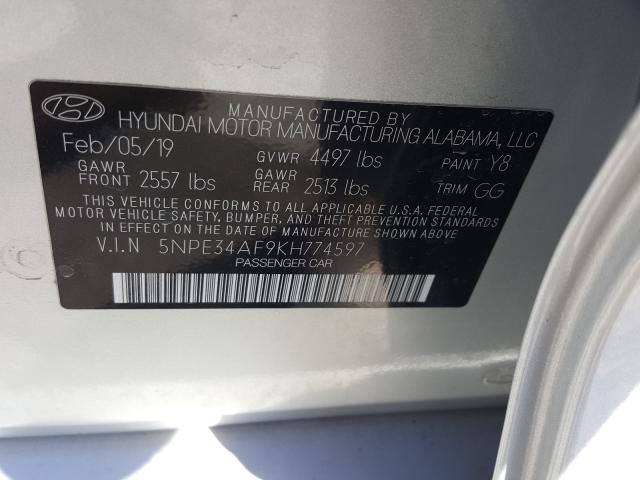 MANUFACTURED BY
HYUNDAI MOTOR MANUFACTURING ALABAMA, LLC
Feb/05/19 GVWR 4497 lbs PAINT Y8
GAWR FRONT 2557 lbs GAWR REAR 2513 lbs TRIM GG
THIS VEHICLE CONFORMS TO ALL APPLICABLE U.S.A. FEDERAL
MOTOR VEHICLE SAFETY, BUMPER, AND THEFT PREVENTION STANDARDS
IN EFFECT ON THE DATE OF MANUFACTURE SHOWN ABOVE.
V.I.N 5NPE34AF9KH774597
PASSENGER CAR